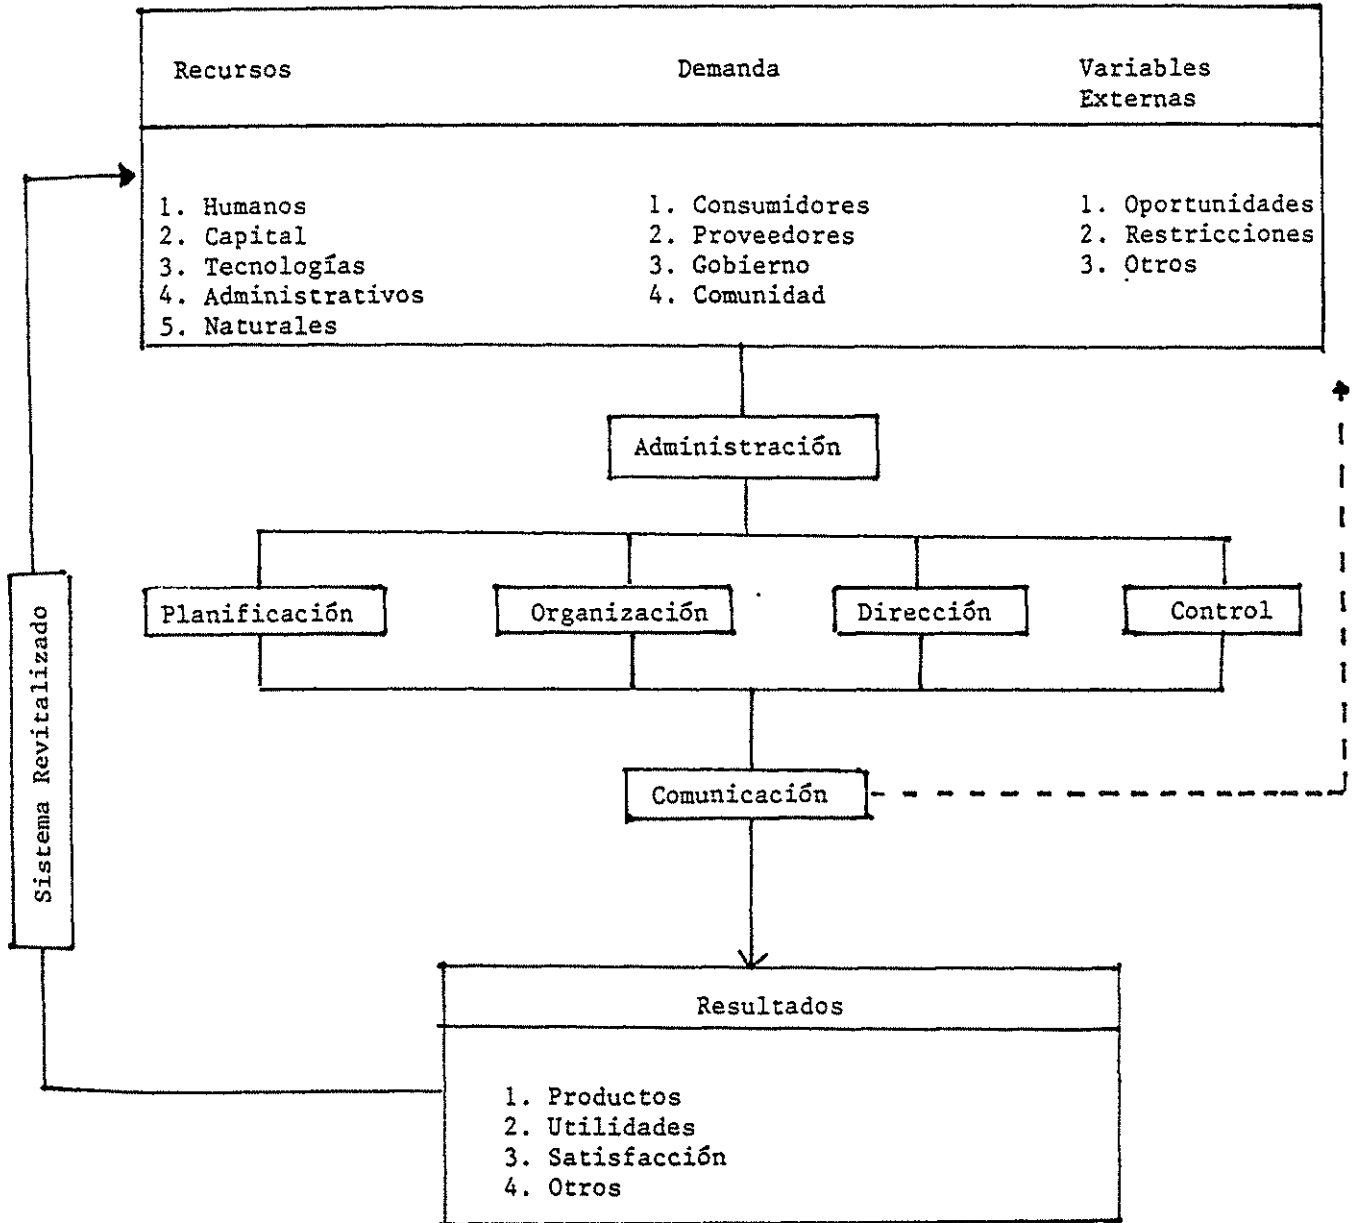 Recursos
Demanda
Variables
Externas
1. Humanos
2. Capital
3. Tecnologías
4. Administrativos
5. Naturales
1. Consumidores
2. Proveedores
3. Gobierno
4. Comunidad
1. Oportunidades
2. Restricciones
3. Otros
Administración
Planificación
Organización
Dirección
Control
Sistema Revitalizado
Comunicación
Resultados
1. Productos
2. Utilidades
3. Satisfacción
4. Otros